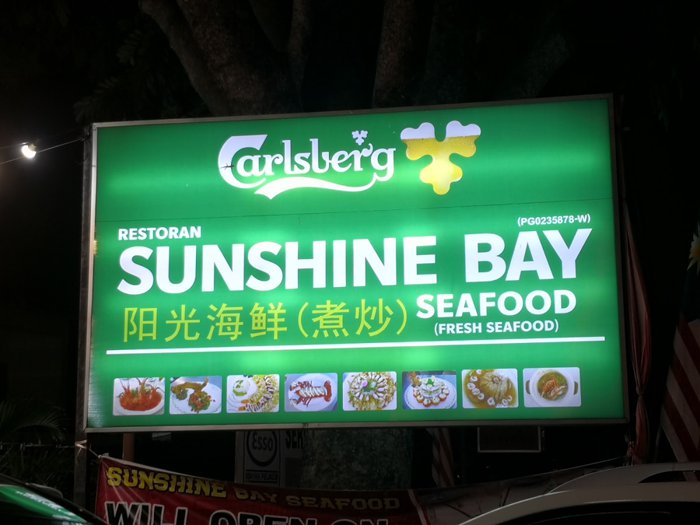 Carlsberg
RESTORAN
(PG0235878-W)
SUNSHINE BAY
阳光海鲜(煮炒)
SEAFOOD
(FRESH SEAFOOD)
Esso
SUNSHINE BAY SEAFOOD
WILL OPEN ON